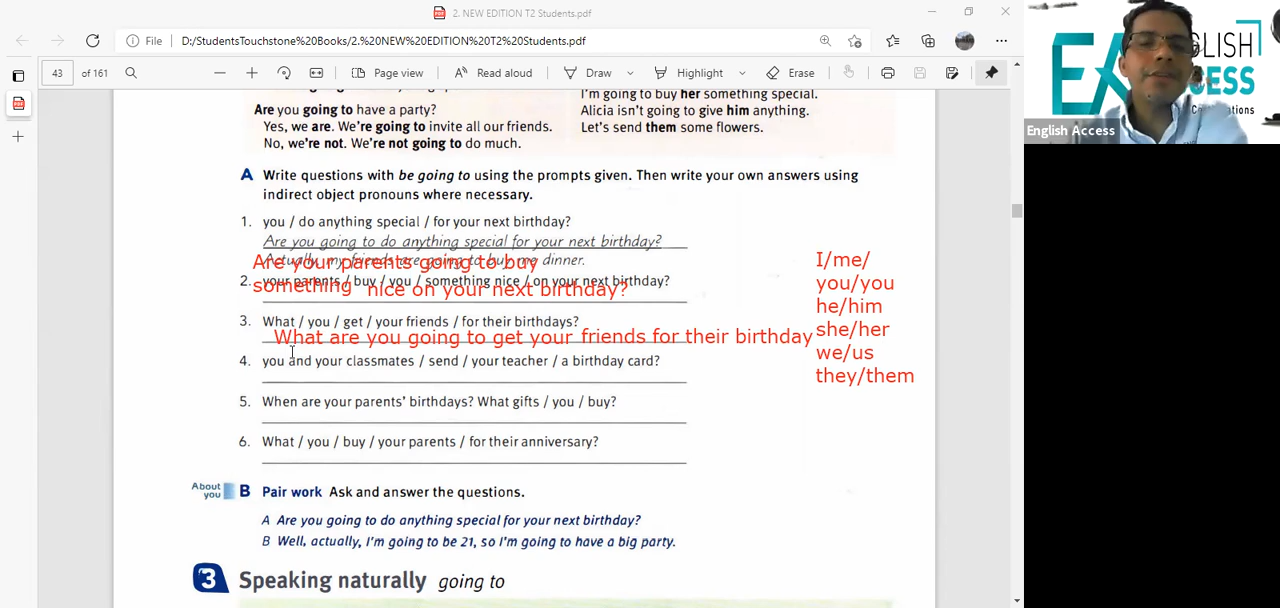 2. NEW EDITION T2 Students.pdf
File D:/StudentsTouchstone%20Books/2.%20NEW%20EDITION%20T2%20Students.pdf
43 of 161 Page view Read aloud Draw Highlight Erase
I'm going to buy her something special.
Are you going to have a party?
Alicia isn't going to give him anything.
Yes, we are. We're going to invite all our friends.
Let's send them some flowers.
No, we're not. We're not going to do much.
A Write questions with be going to using the prompts given. Then write your own answers using
indirect object pronouns where necessary.
1. you / do anything special / for your next birthday?
Are you going to do anything special for your next birthday?
Actually, my friends are going to buy me dinner.
Are your parents going to buy
2. your parents / buy / you / something nice / on your next birthday?
something nice on your next birthday?
3. What / you / get / your friends / for their birthdays?
What are you going to get your friends for their birthday
4. you and your classmates / send / your teacher / a birthday card?
5. When are your parents' birthdays? What gifts / you / buy?
6. What / you / buy / your parents / for their anniversary?
I/me/
you/you
he/him
she/her
we/us
they/them
About you B Pair work Ask and answer the questions.
A Are you going to do anything special for your next birthday?
B Well, actually, I'm going to be 21, so I'm going to have a big party.
3 Speaking naturally going to
EA
GLISH
CESS
English Access